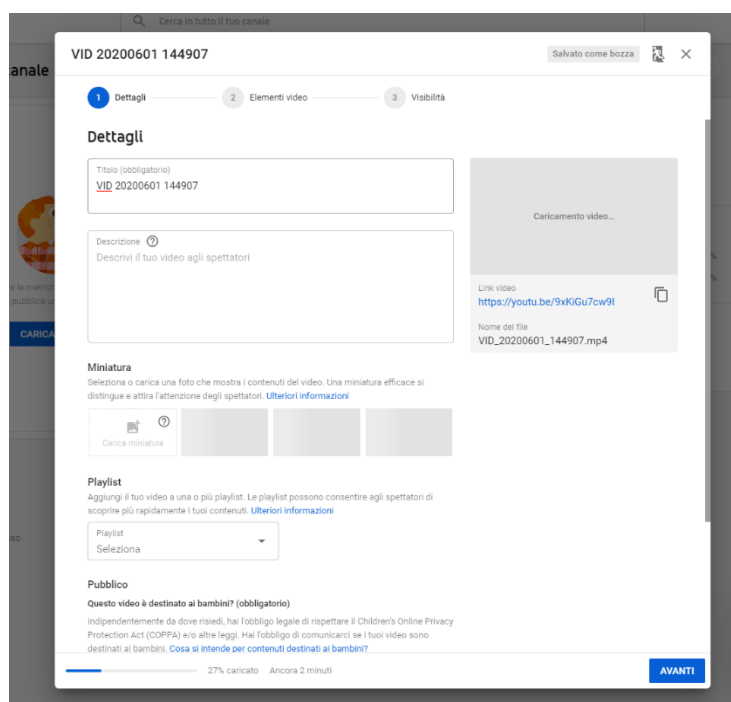 Cerca in tutto il tuo canale
VID 20200601 144907
Salvato come bozza
anale
1 Dettagli
2 Elementi video
3 Visibilità
Dettagli
Titolo (obbligatorio)
VID 20200601 144907
Caricamento video...
Descrizione
Descrivi il tuo video agli spettatori
Link video
https://youtu.be/9xKiGu7cw9I
Nome del file
VID_20200601_144907.mp4
e le metrich
pubblica u
CARICA
Miniatura
Seleziona o carica una foto che mostra i contenuti del video. Una miniatura efficace si
distingue e attira l'attenzione degli spettatori. Ulteriori informazioni
Carica miniatura
Playlist
Aggiungi il tuo video a una o più playlist. Le playlist possono consentire agli spettatori di
scoprire più rapidamente i tuoi contenuti. Ulteriori informazioni
Playlist
Seleziona
Pubblico
Questo video è destinato ai bambini? (obbligatorio)
Indipendentemente da dove risiedi, hai l'obbligo legale di rispettare il Children's Online Privacy
Protection Act (COPPA) e/o altre leggi. Hai l'obbligo di comunicarci se i tuoi video sono
destinati ai bambini. Cosa si intende per contenuti destinati ai bambini?
27% caricato Ancora 2 minuti
AVANTI